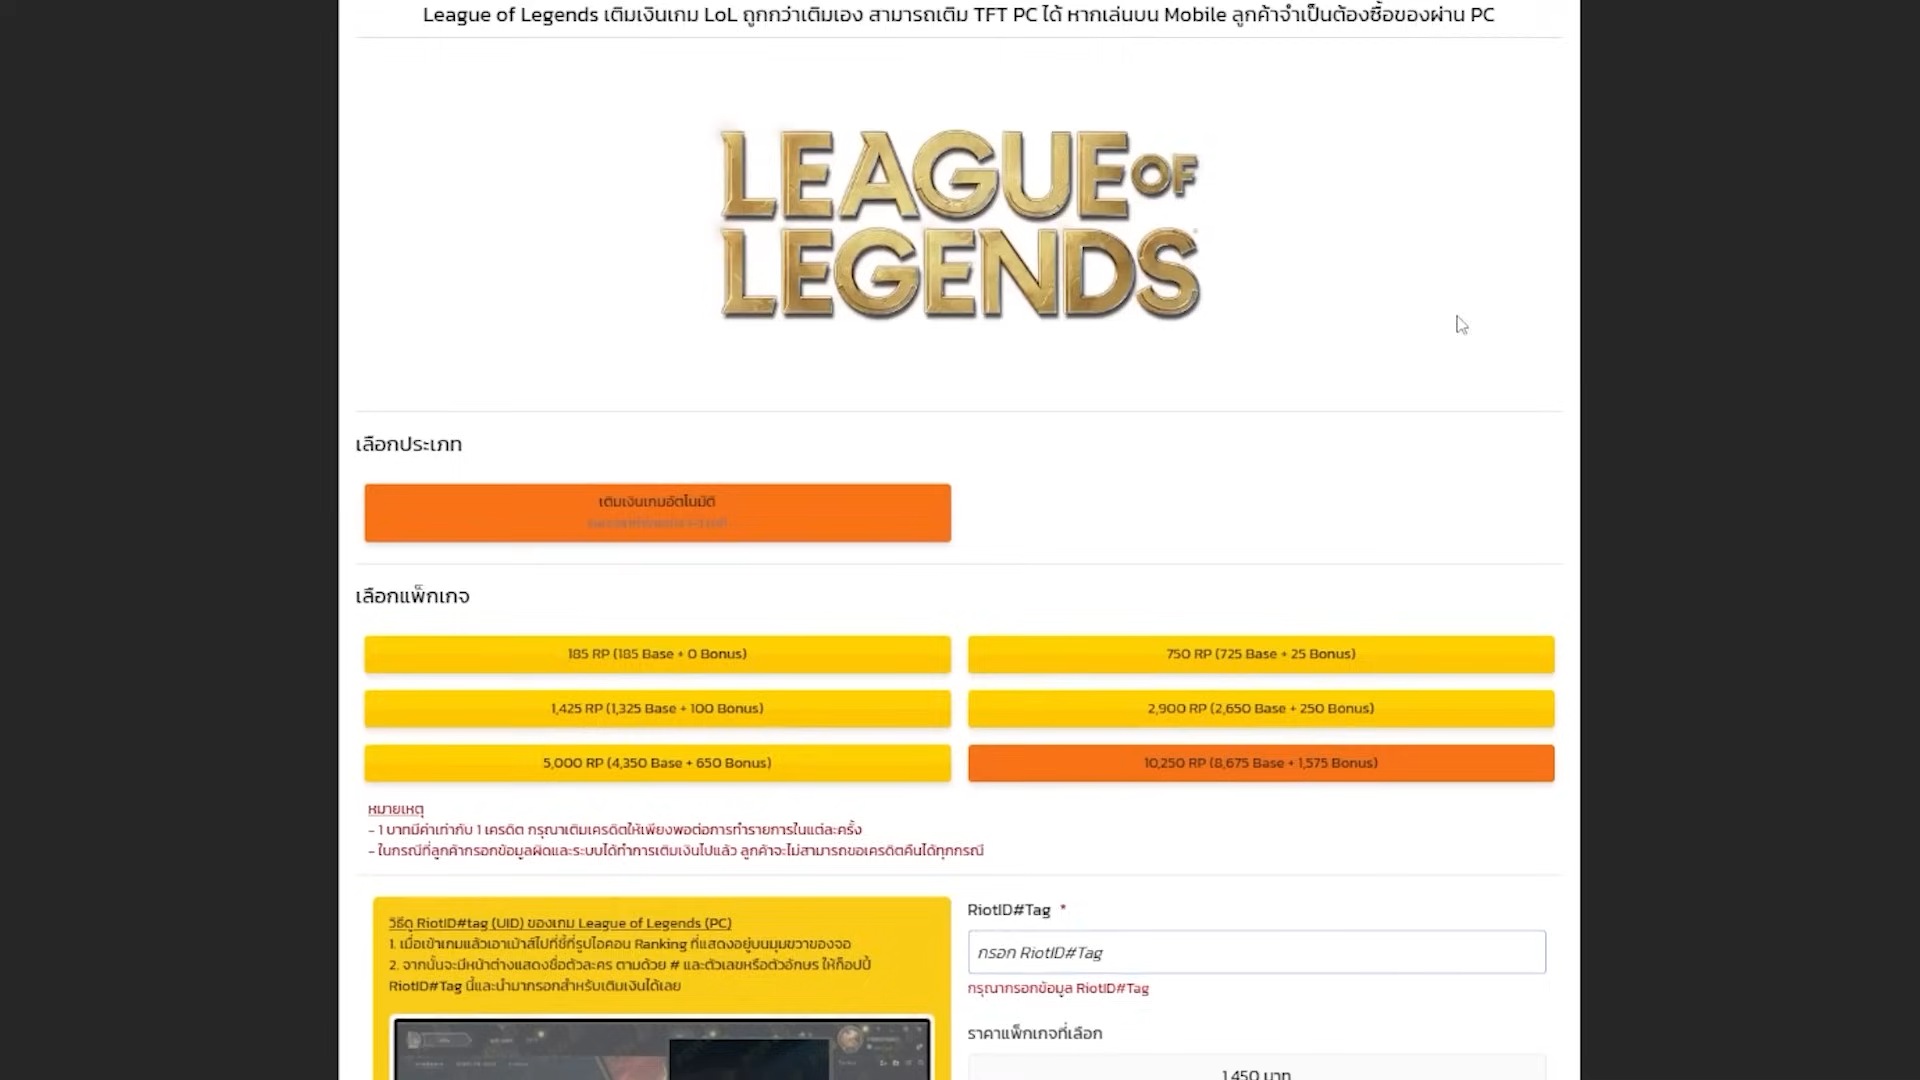 League of Legends เติมเงินเกม LoL ถูกกว่าเติมเอง สามารถเติม TFT PC ได้ หากเล่นบน Mobile ลูกค้าจำเป็นต้องซื้อของผ่าน PC
LEAGUE OF
LEGENDS
เลือกประเภท
เติมเงินเกมอัตโนมัติ
เลือกแพ็กเกจ
185 RP (185 Base + 0 Bonus)
750 RP (725 Base + 25 Bonus)
1,425 RP (1,325 Base + 100 Bonus)
2,900 RP (2,650 Base + 250 Bonus)
5,000 RP (4,350 Base + 650 Bonus)
10,250 RP (8,675 Base + 1,575 Bonus)
หมายเหตุ
- 1 บาทมีค่าเท่ากับ 1 เครดิต กรุณาเติมเครดิตให้เพียงพอต่อการทำรายการในแต่ละครั้ง
- ในกรณีที่ลูกค้ากรอกข้อมูลผิดและระบบได้ทำการเติมเงินไปแล้ว ลูกค้าจะไม่สามารถขอเครดิตคืนได้ทุกกรณี
วิธีดู RiotID#tag (UID) ของเกม League of Legends (PC)
1. เมื่อเข้าเกมแล้วเอาเม้าส์ไปที่ชี้ที่รูปไอคอน Ranking ที่แสดงอยู่บนมุมขวาของจอ
2. จากนั้นจะมีหน้าต่างแสดงชื่อตัวละคร ตามด้วย # และตัวเลขหรือตัวอักษร ให้ก็อปปี้
RiotID#Tag นี้และนำมากรอกสำหรับเติมเงินได้เลย
RiotID#Tag *
กรอก RiotID#Tag
กรุณากรอกข้อมูล RiotID#Tag
ราคาแพ็กเกจที่เลือก
1,450 บาท